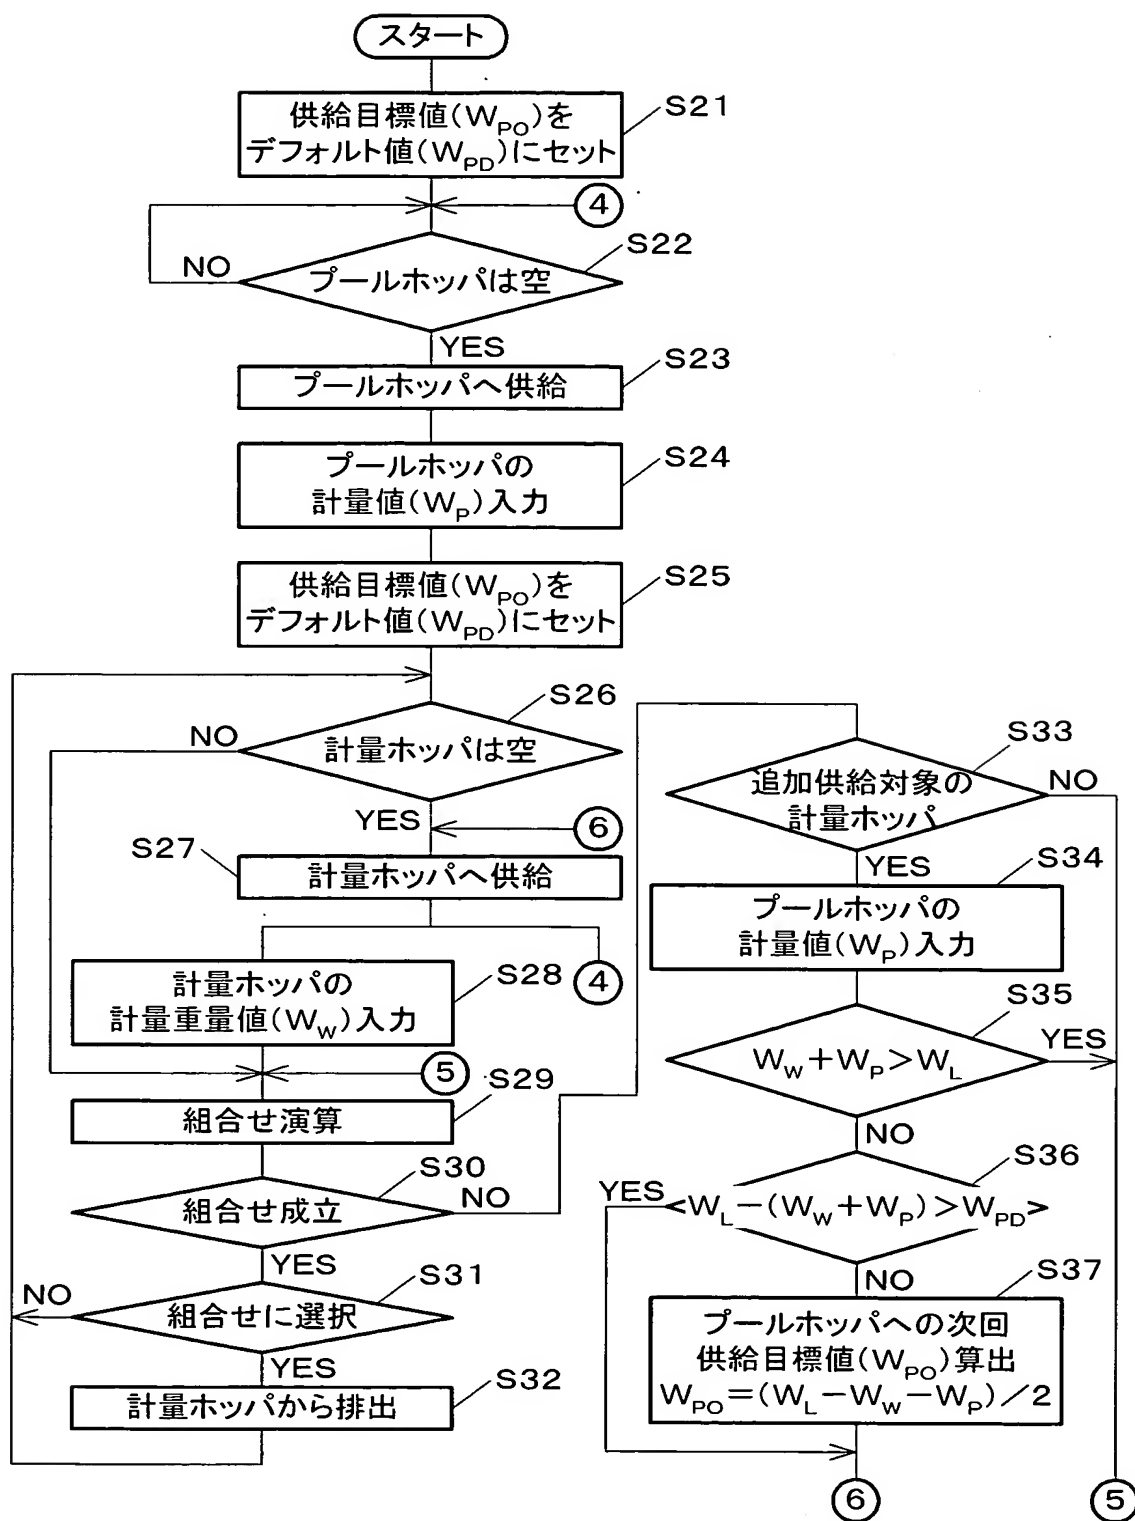 スタート
供給目標値(WPO)を
デフォルト値(WPD)にセット
S21
④
S22
NO
プールホッパは空
YES
S23
プールホッパへ供給
S24
プールホッパの
計量値(WP)入力
S25
供給目標値(WPO)を
デフォルト値(WPD)にセット
S26
NO
計量ホッパは空
YES
⑥
S27
計量ホッパへ供給
④
S28
計量ホッパの
計量重量値(WW)入力
⑤
S29
組合せ演算
S30
組合せ成立
NO
YES
S31
NO
組合せに選択
YES
S32
計量ホッパから排出
S33
追加供給対象の
計量ホッパ
NO
YES
S34
プールホッパの
計量値(WP)入力
S35
WW+WP>WL
YES
NO
S36
YES
WL-(WW+WP)>WPD
NO
S37
プールホッパへの次回
供給目標値(WPO)算出
WPO=(WL-WW-WP)/2
⑥
⑤